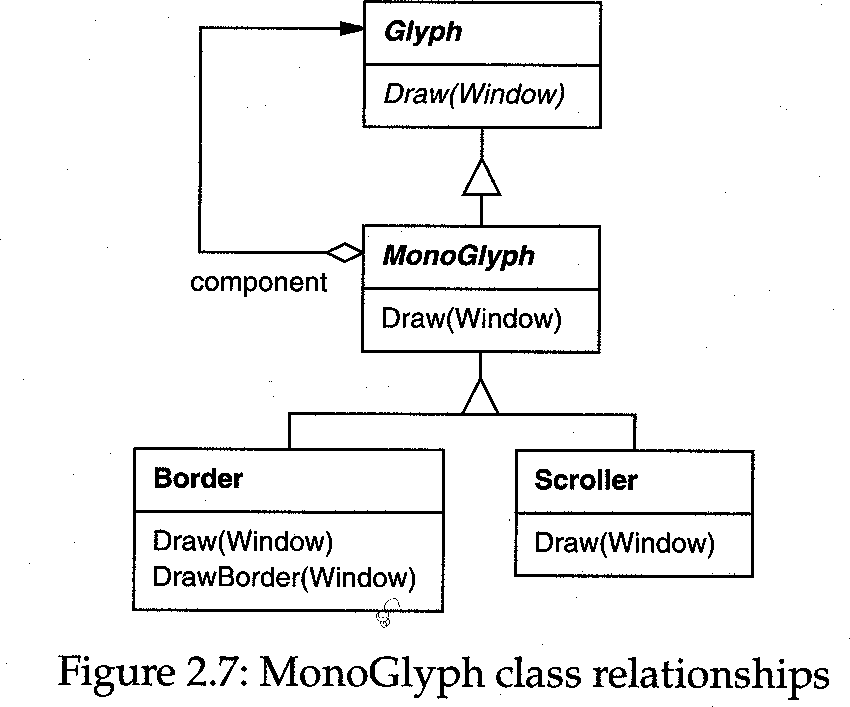 Glyph
Draw(Window)
component
MonoGlyph
Draw(Window)
Border
Draw(Window)
DrawBorder(Window)
Scroller
Draw(Window)
Figure 2.7: MonoGlyph class relationships